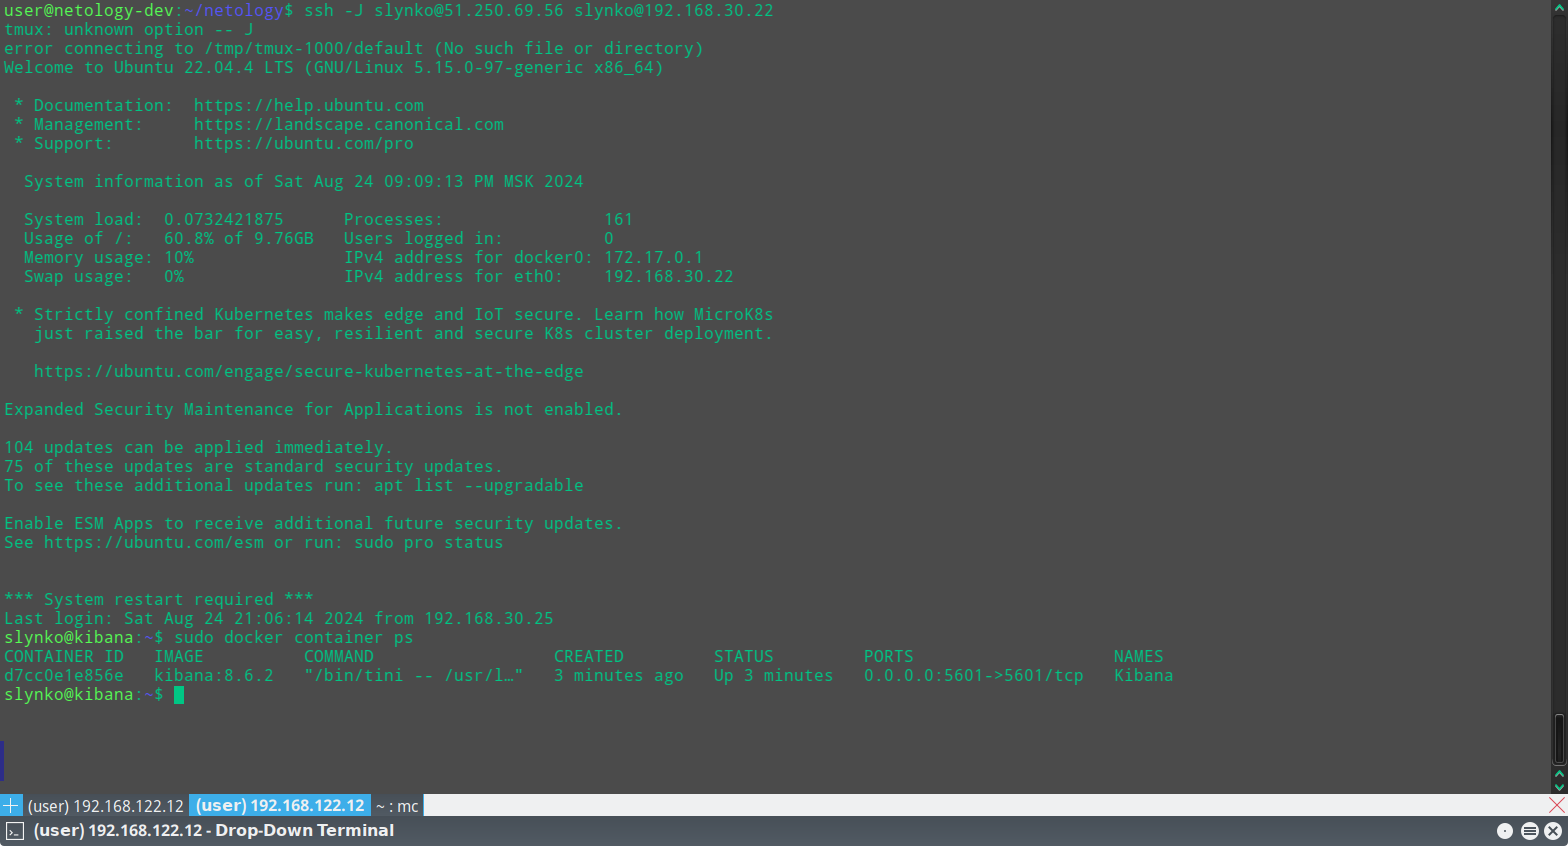 user@netology-dev:~/netology$ ssh -J slynko@51.250.69.56 slynko@192.168.30.22
tmux: unknown option -- J
error connecting to /tmp/tmux-1000/default (No such file or directory)
Welcome to Ubuntu 22.04.4 LTS (GNU/Linux 5.15.0-97-generic x86_64)

 * Documentation:  https://help.ubuntu.com
 * Management:     https://landscape.canonical.com
 * Support:        https://ubuntu.com/pro

  System information as of Sat Aug 24 09:09:13 PM MSK 2024

  System load:  0.0732421875      Processes:                161
  Usage of /:   60.8% of 9.76GB   Users logged in:          0
  Memory usage: 10%               IPv4 address for docker0: 172.17.0.1
  Swap usage:   0%                IPv4 address for eth0:    192.168.30.22

 * Strictly confined Kubernetes makes edge and IoT secure. Learn how MicroK8s
   just raised the bar for easy, resilient and secure K8s cluster deployment.

   https://ubuntu.com/engage/secure-kubernetes-at-the-edge

Expanded Security Maintenance for Applications is not enabled.

104 updates can be applied immediately.
75 of these updates are standard security updates.
To see these additional updates run: apt list --upgradable

Enable ESM Apps to receive additional future security updates.
See https://ubuntu.com/esm or run: sudo pro status

*** System restart required ***
Last login: Sat Aug 24 21:06:14 2024 from 192.168.30.25
slynko@kibana:~$ sudo docker container ps
CONTAINER ID   IMAGE          COMMAND                  CREATED         STATUS         PORTS                    NAMES
d7cc0e1e856e   kibana:8.6.2   "/bin/tini -- /usr/l…"   3 minutes ago   Up 3 minutes   0.0.0.0:5601->5601/tcp   Kibana
slynko@kibana:~$
(user) 192.168.122.12 (user) 192.168.122.12 ~ : mc
(user) 192.168.122.12 - Drop-Down Terminal